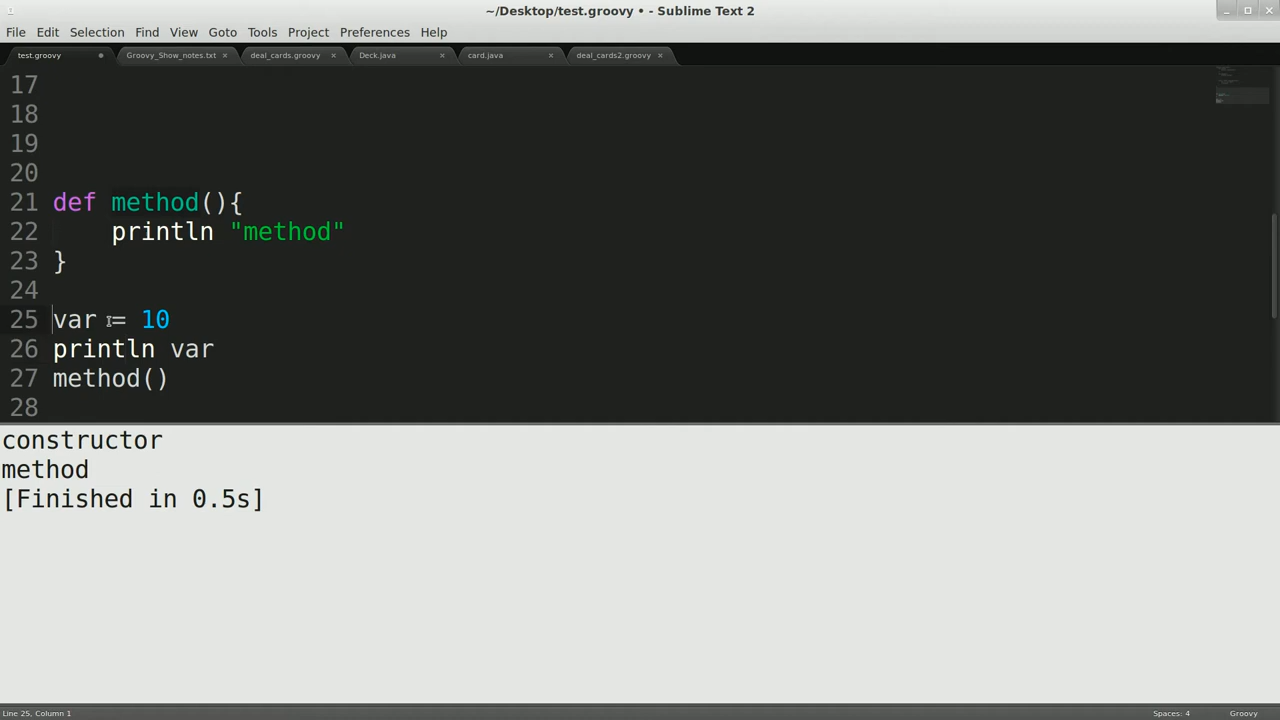 ~/Desktop/test.groovy • - Sublime Text 2
File Edit Selection Find View Goto Tools Project Preferences Help
test.groovy Groovy_Show_notes.txt deal_cards.groovy Deck.java card.java deal_cards2.groovy
17
18
19
20
21 def method(){
22 println "method"
23 }
24
25 var = 10
26 println var
27 method()
28
constructor
method
[Finished in 0.5s]
Line 25, Column 1 Spaces: 4 Groovy